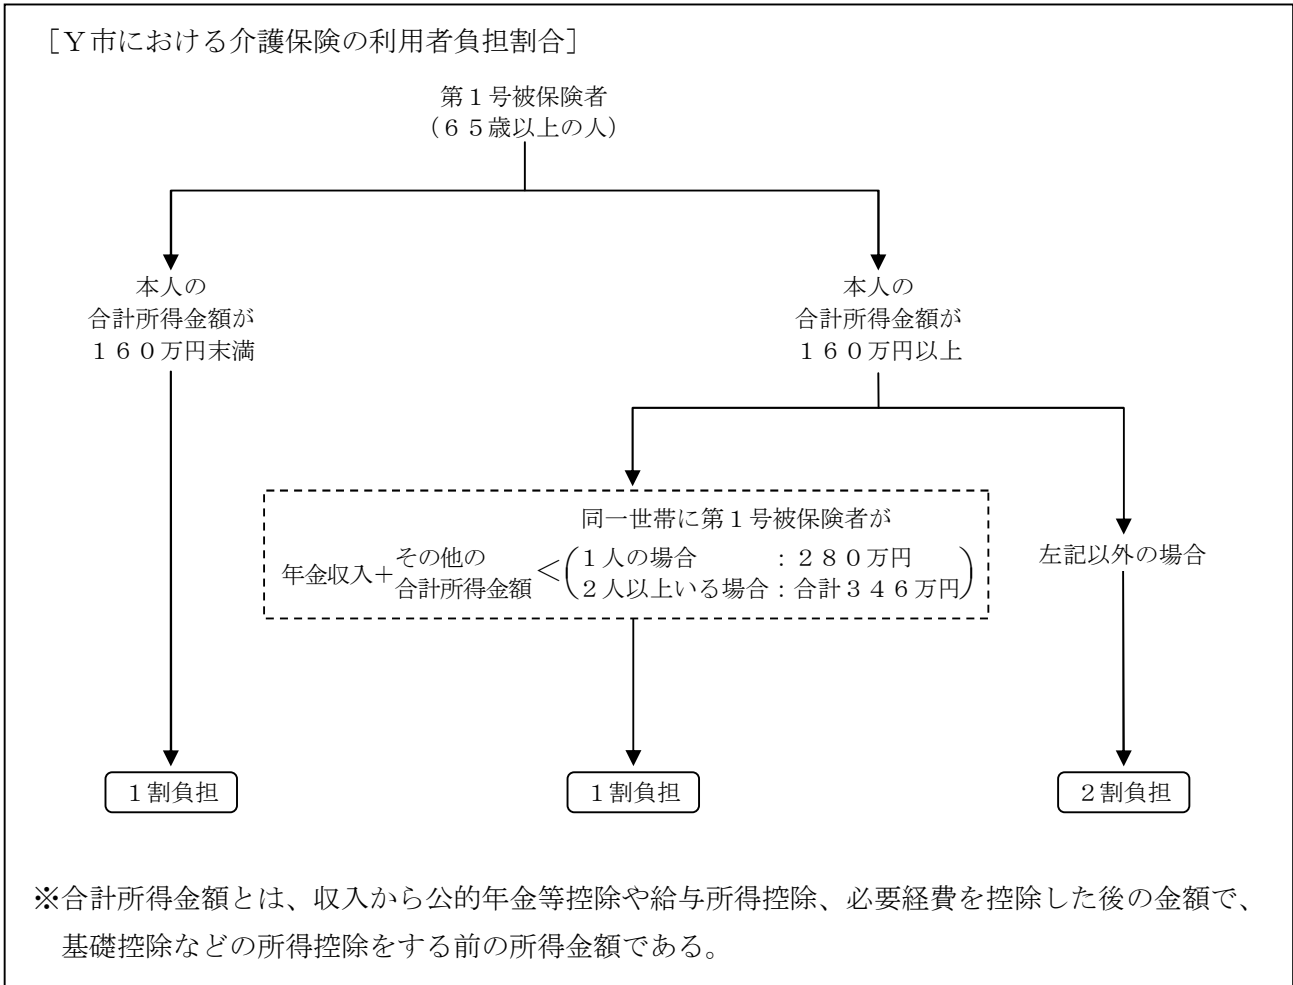 ［Ｙ市における介護保険の利用者負担割合］
第１号被保険者
（６５歳以上の人）
本人の
合計所得金額が
１６０万円末満
本人の
合計所得金額が
１６０万円以上
同一世帯に第１号被保険者が
年金収入＋その他の合計所得金額＜
１人の場合　　　：２８０万円
２人以上いる場合：合計３４６万円
左記以外の場合
１割負担
１割負担
２割負担
※合計所得金額とは、収入から公的年金等控除や給与所得控除、必要経費を控除した後の金額で、
基礎控除などの所得控除をする前の所得金額である。